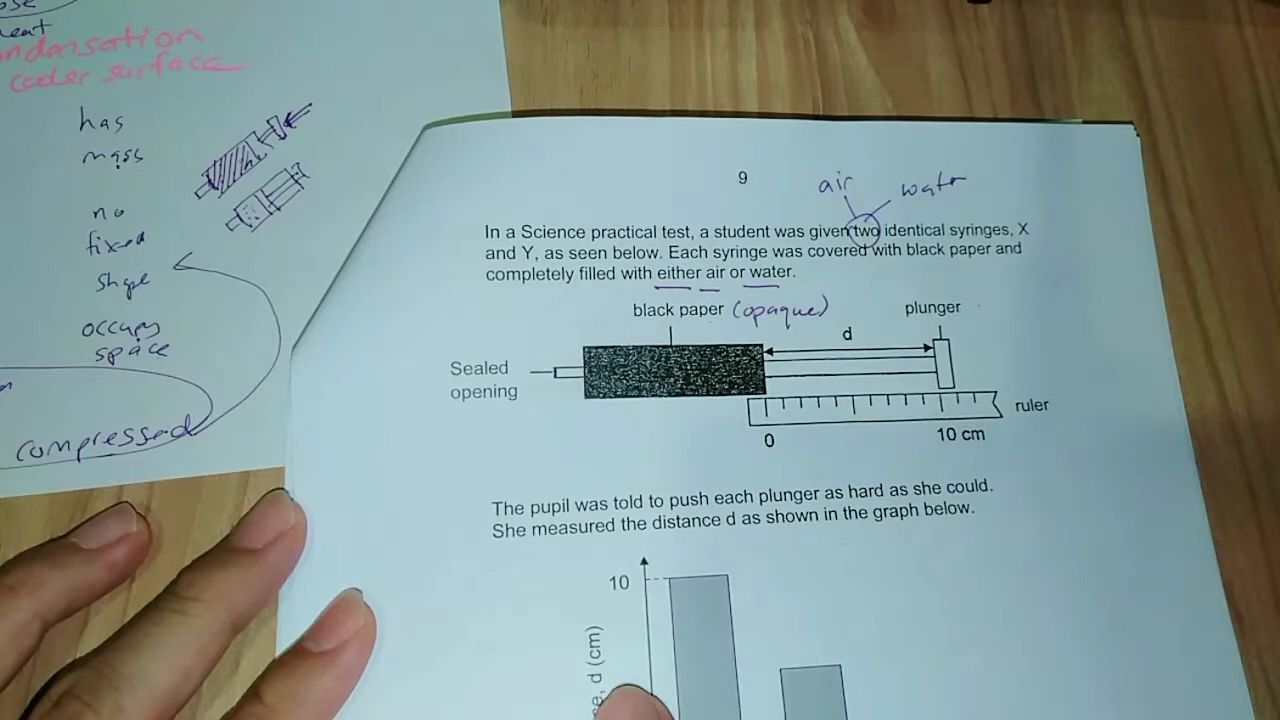 heat
condensation
cooler surface
has
mass
no
fixed
shape
occupy
space
compressed
9
air
water
In a Science practical test, a student was given two identical syringes, X
and Y, as seen below. Each syringe was covered with black paper and
completely filled with either air or water.
black paper (opaque)
plunger
d
Sealed
opening
ruler
0
10 cm
The pupil was told to push each plunger as hard as she could.
She measured the distance d as shown in the graph below.
10
d (cm)